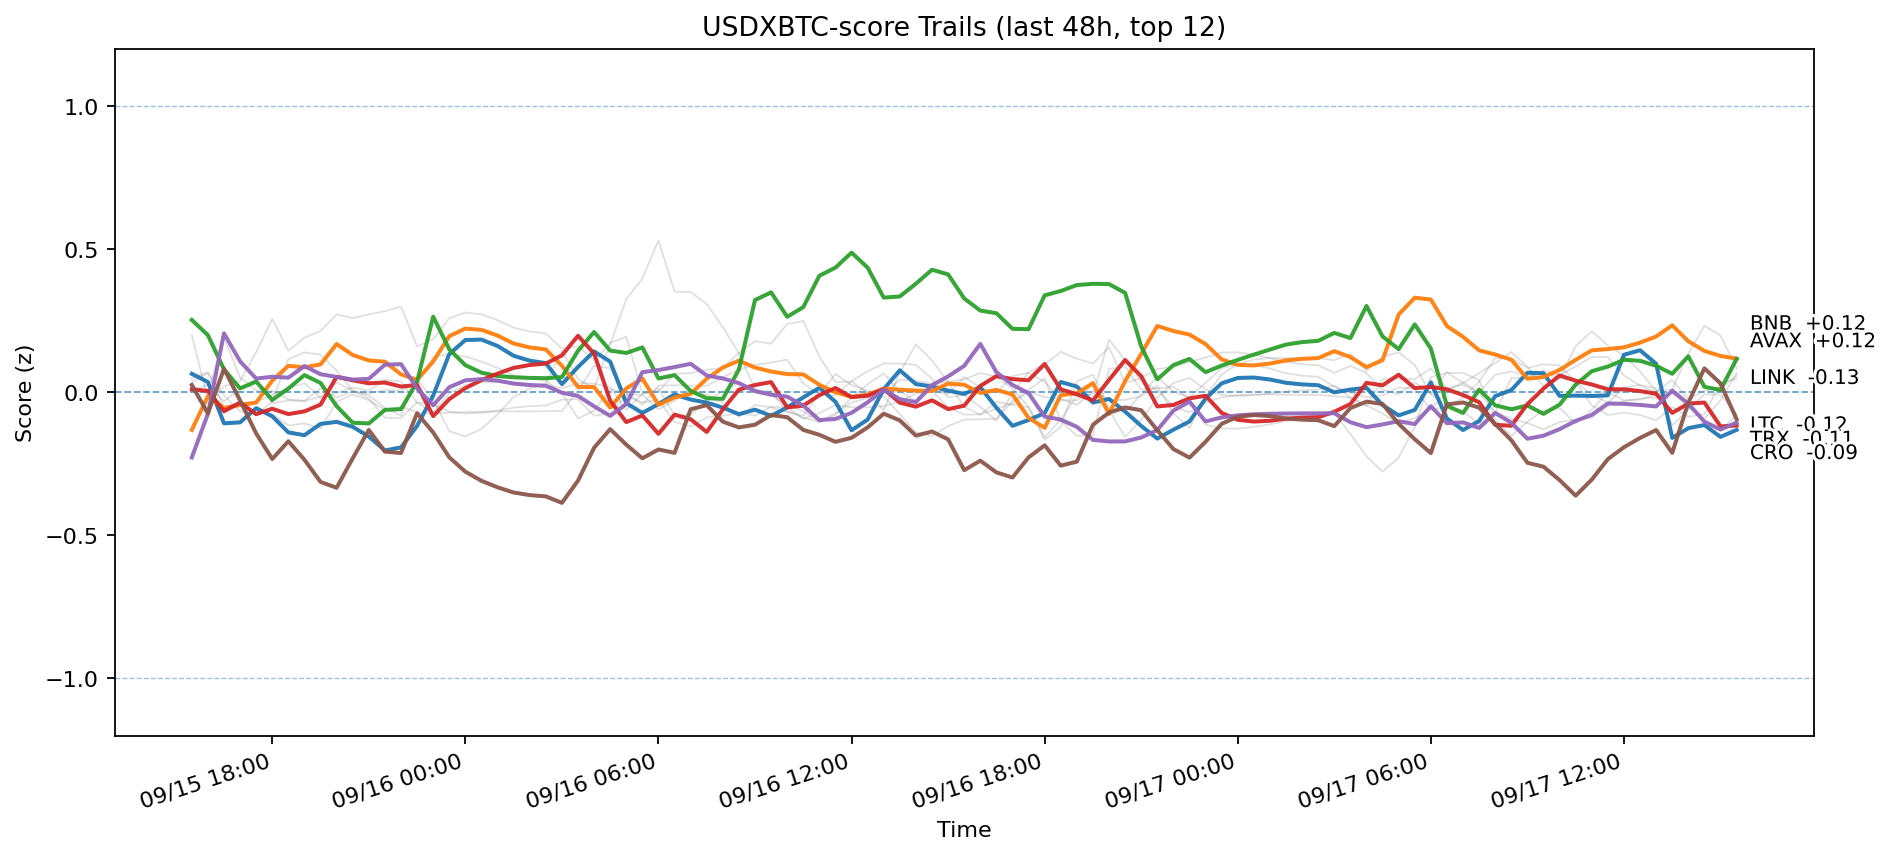 USDXBTC-score Trails (last 48h, top 12)
Score (z)
1.0
0.5
0.0
−0.5
−1.0
BNB +0.12
AVAX +0.12
LINK -0.13
LTC -0.12
TRX -0.11
CRO -0.09
09/15 18:00
09/16 00:00
09/16 06:00
09/16 12:00
09/16 18:00
09/17 00:00
09/17 06:00
09/17 12:00
Time